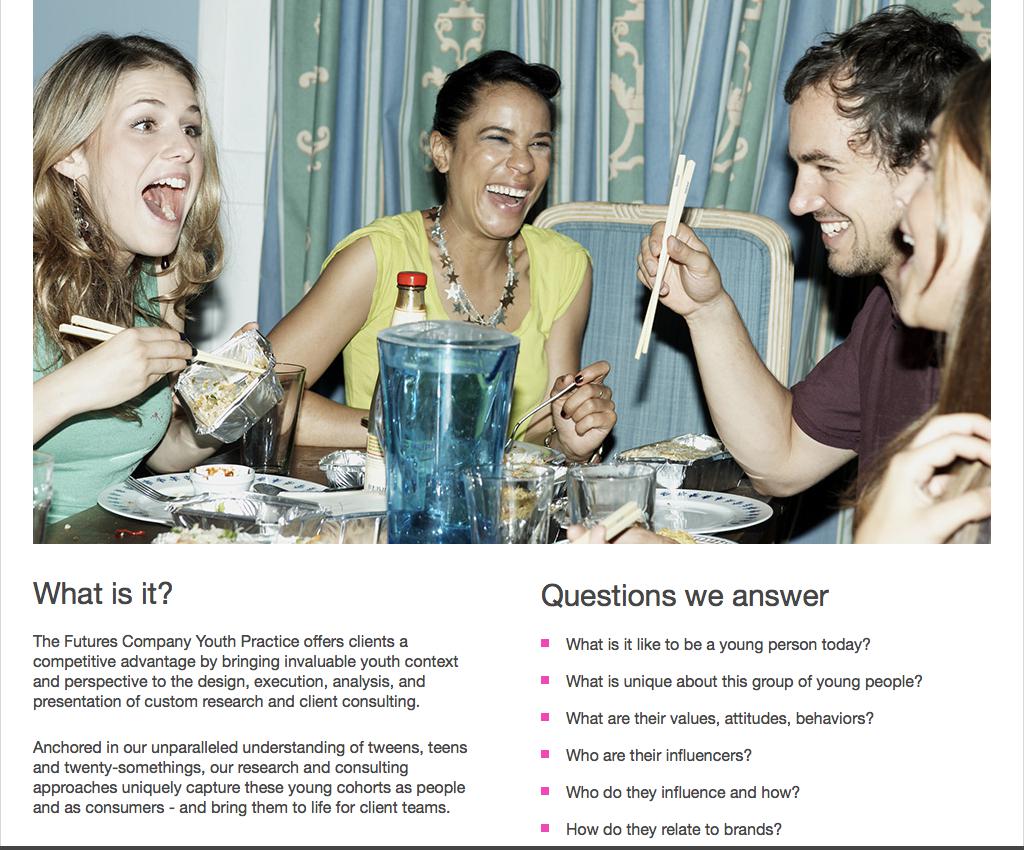 What is it?
The Futures Company Youth Practice offers clients a
competitive advantage by bringing invaluable youth context
and perspective to the design, execution, analysis, and
presentation of custom research and client consulting.
Anchored in our unparalleled understanding of tweens, teens
and twenty-somethings, our research and consulting
approaches uniquely capture these young cohorts as people
and as consumers - and bring them to life for client teams.
Questions we answer
What is it like to be a young person today?
What is unique about this group of young people?
What are their values, attitudes, behaviors?
Who are their influencers?
Who do they influence and how?
How do they relate to brands?